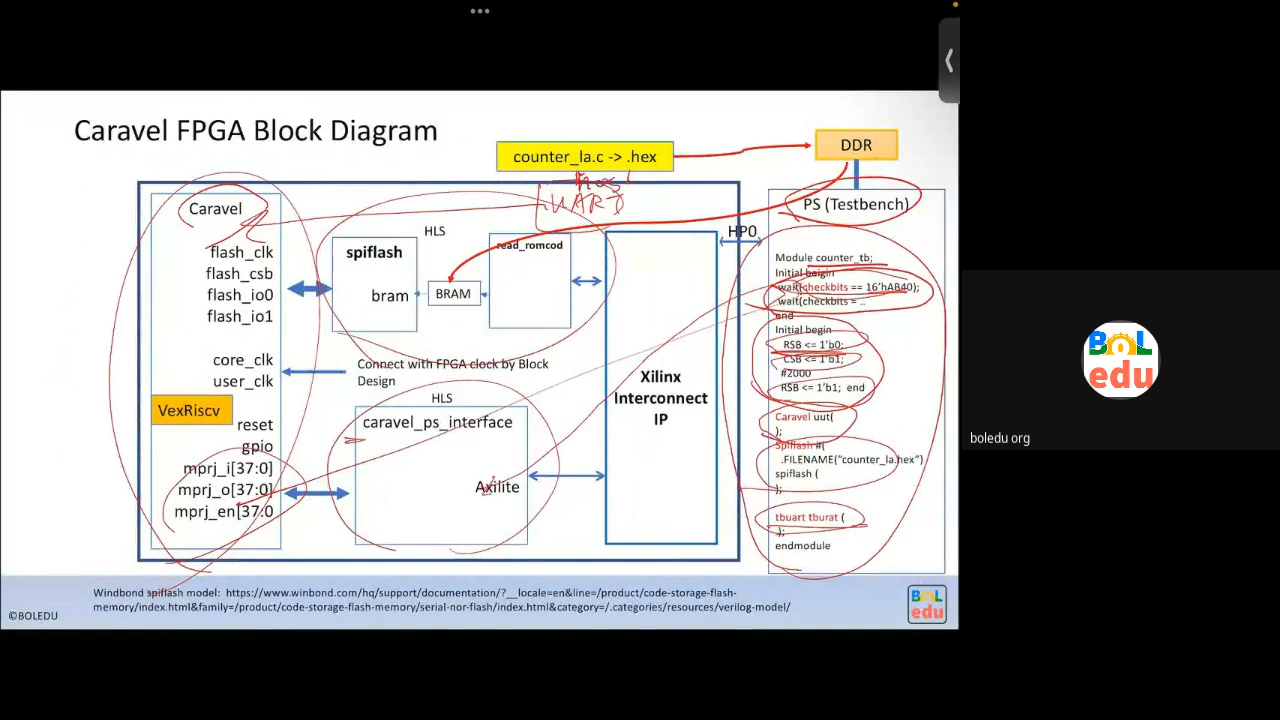 Caravel FPGA Block Diagram
counter_la.c -> .hex
DDR
UART
Caravel
PS (Testbench)
HLS
HP0
flash_clk
flash_csb
flash_io0
flash_io1
spiflash
bram
BRAM
read_romcod
Module counter_tb;
Initial beigin
wait(checkbits == 16'hAB40);
wait(checkbits = ..
end
Initial begin
RSB <= 1'b0;
CSB <= 1'b1;
#2000
RSB <= 1'b1; end
core_clk
user_clk
Connect with FPGA clock by Block
Design
Xilinx
Interconnect
IP
VexRiscv
reset
gpio
mprj_i[37:0]
mprj_o[37:0]
mprj_en[37:0
HLS
caravel_ps_interface
Axilite
Caravel uut(
);
Spiflash #(
.FILENAME("counter_la.hex")
spiflash (
);
tbuart tburat (
);
endmodule
Windbond spiflash model: https://www.winbond.com/hq/support/documentation/?__locale=en&line=/product/code-storage-flash-
memory/index.html&family=/product/code-storage-flash-memory/serial-nor-flash/index.html&category=/.categories/resources/verilog-model/
©BOLEDU
BOL
edu
BOL
edu
boledu org